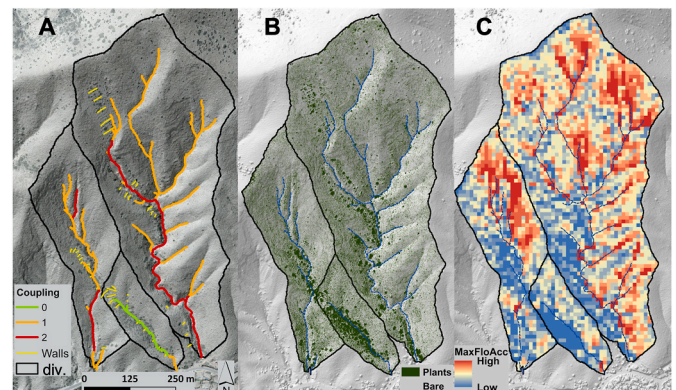 A
B
C
Coupling
0
1
2
Walls
div.
0 125 250 m
N
Plants
Bare
MaxFloAcc
High
Low